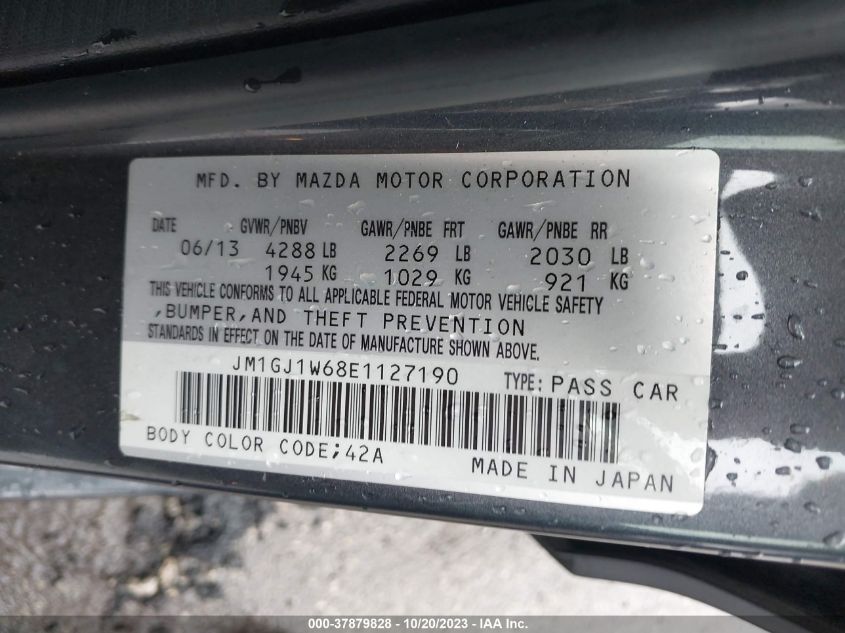 MFD. BY MAZDA MOTOR CORPORATION
DATE GVWR/PNBV GAWR/PNBE FRT GAWR/PNBE RR
06/13 4288 LB 2269 LB 2030 LB
1945 KG 1029 KG 921 KG
THIS VEHICLE CONFORMS TO ALL APPLICABLE FEDERAL MOTOR VEHICLE SAFETY
,BUMPER,AND THEFT PREVENTION
STANDARDS IN EFFECT ON THE DATE OF MANUFACTURE SHOWN ABOVE.
JM1GJ1W68E1127190 TYPE: PASS CAR
BODY COLOR CODE;42A MADE IN JAPAN
000-37879828 - 10/20/2023 - IAA Inc.